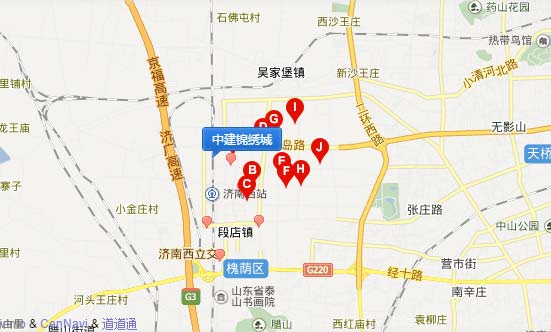 石佛屯
西沙王庄
药山花园
热带鸟馆
吴家堡镇
新沙王庄
小清河北路
京福高速
里铺村
G
I
二环西路
无影山
龙王庙
济广高速
中建锦绣城
岛路
J
天桥
B
F
F
H
寨子
C
济南西站
小金庄村
张庄路
中山公园
段店镇
里村
济南西立交
槐荫区
G220
经十路
营市街
南辛庄
G3
河头王庄村
山东省泰
山书画院
腊山
西红庙村
袁柳庄
& CanNavi & 道道通